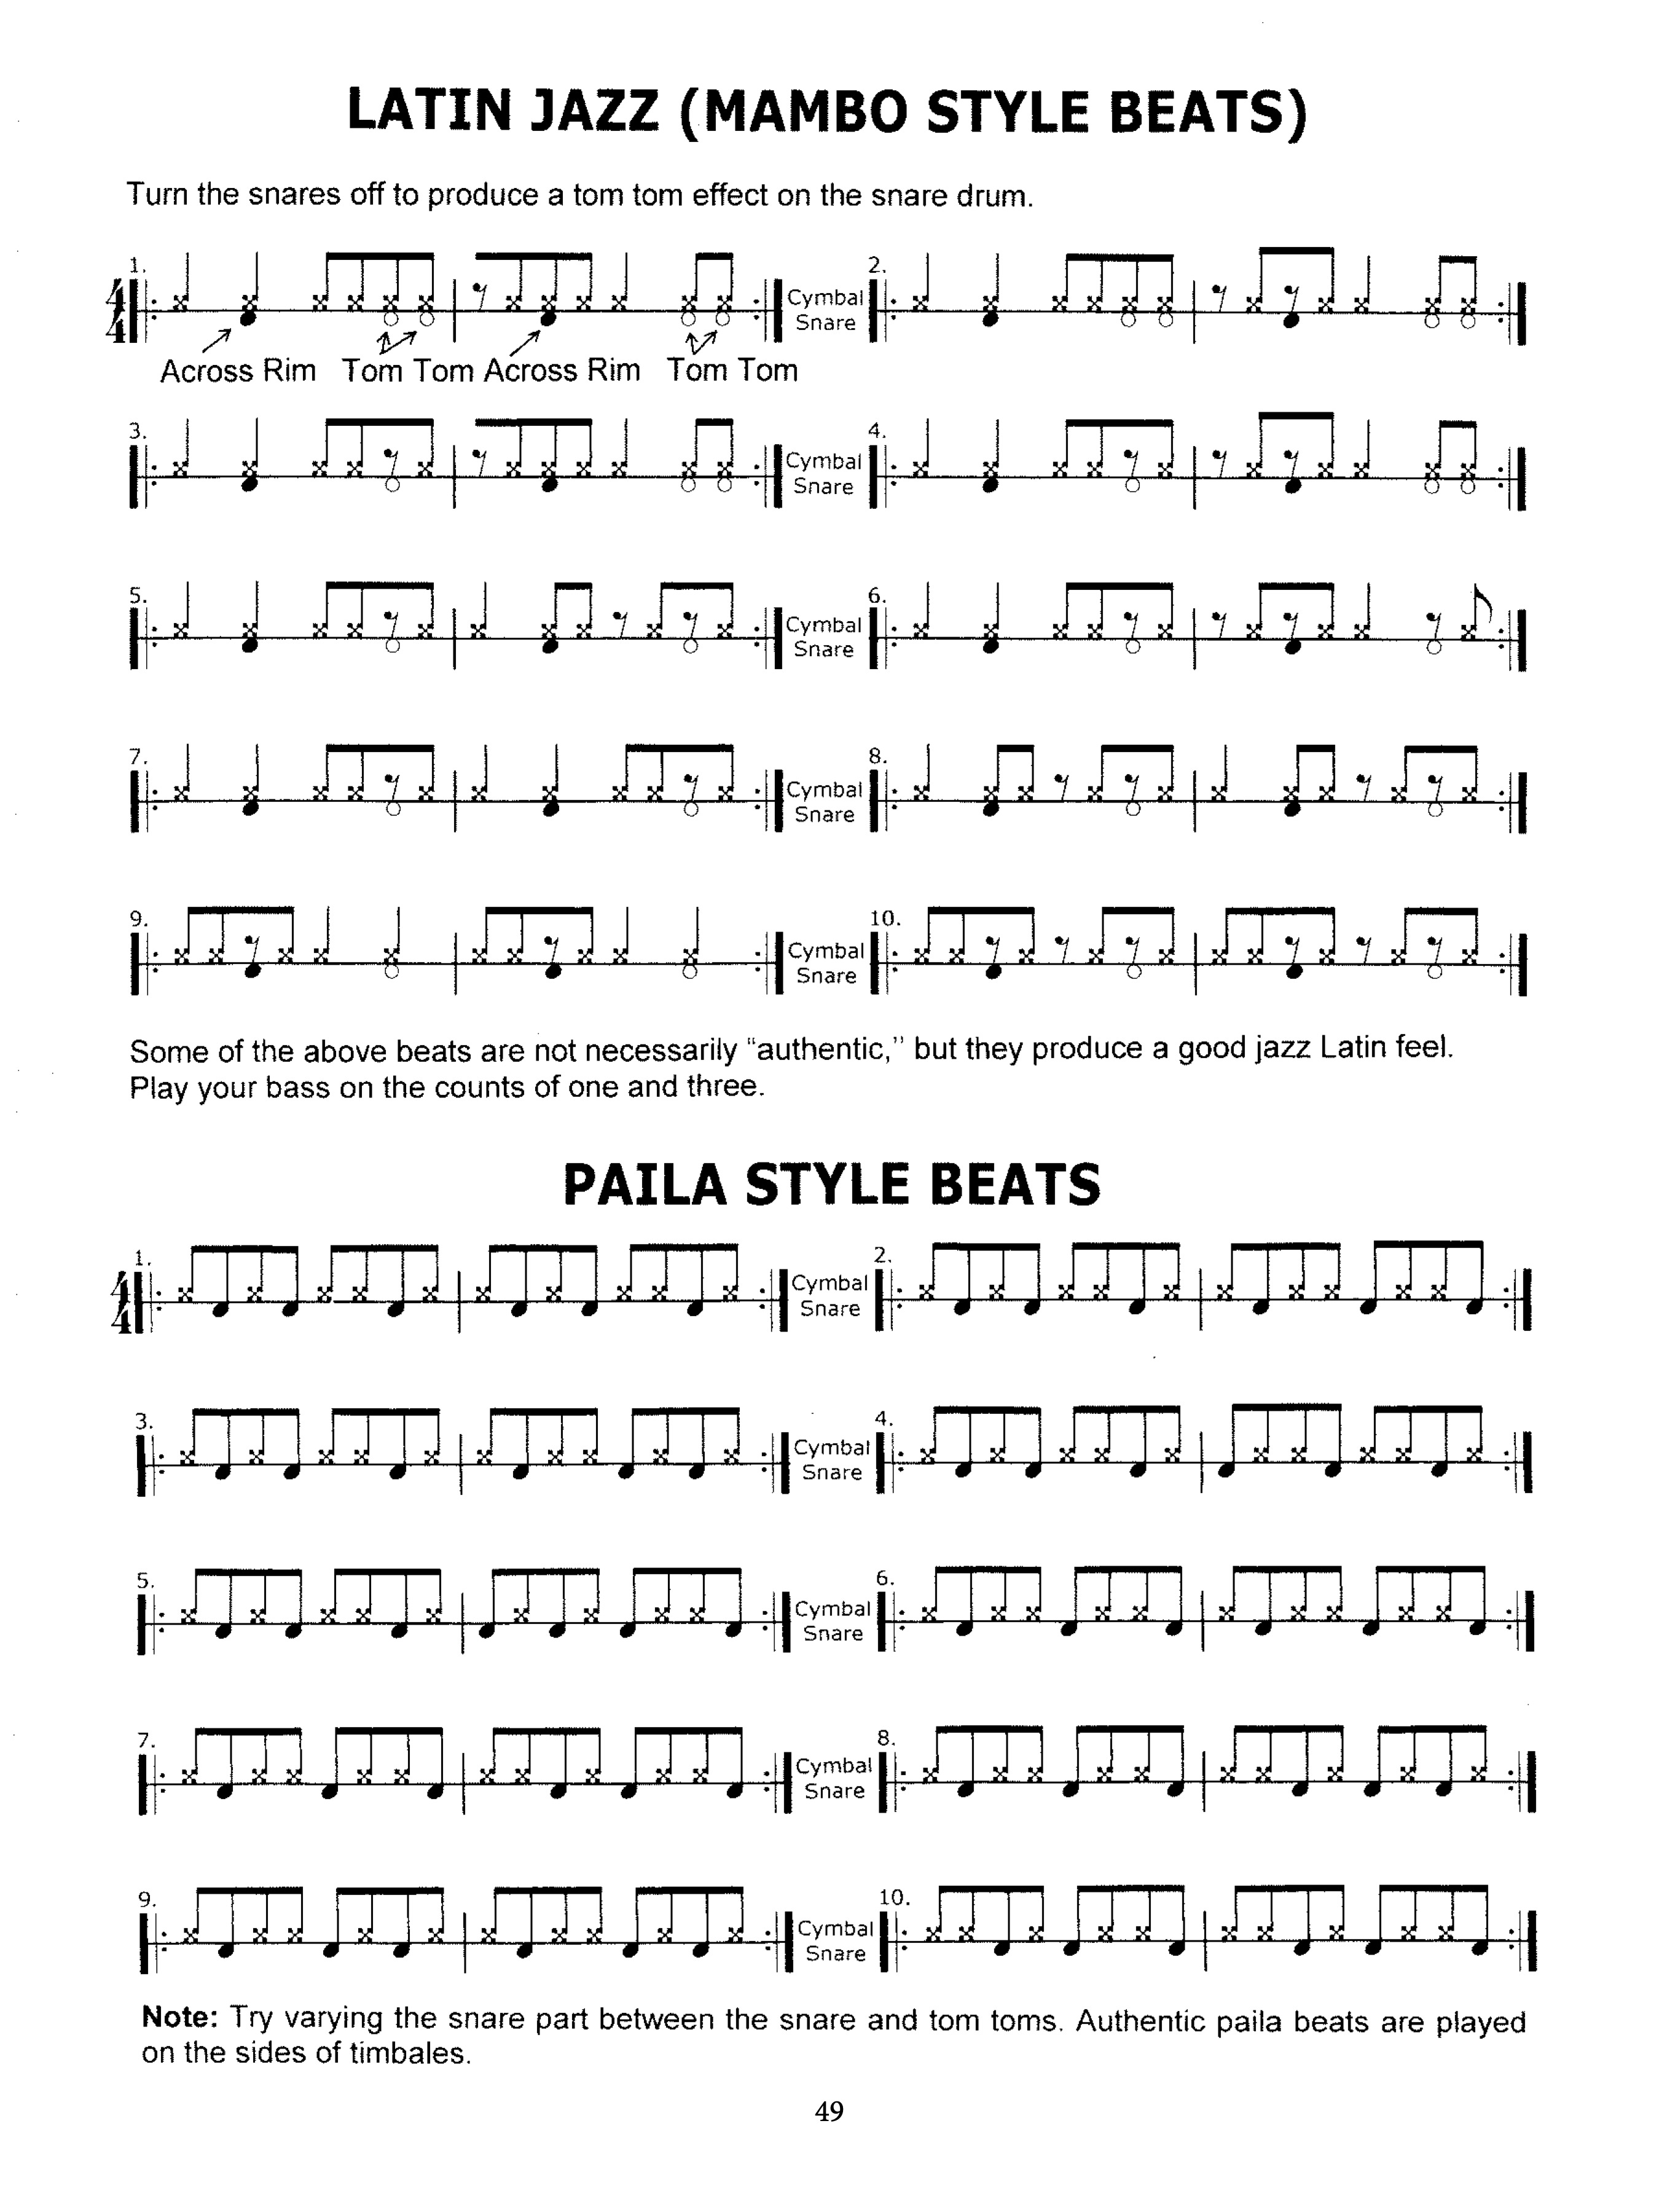 LATIN JAZZ (MAMBO STYLE BEATS)
Turn the snares off to produce a tom tom effect on the snare drum.
1.
4
4
Cymbal
Snare
2.
Across Rim Tom Tom Across Rim Tom Tom
3.
Cymbal
Snare
4.
5.
Cymbal
Snare
6.
7.
Cymbal
Snare
8.
9.
Cymbal
Snare
10.
Some of the above beats are not necessarily "authentic," but they produce a good jazz Latin feel.
Play your bass on the counts of one and three.
PAILA STYLE BEATS
1.
4
4
Cymbal
Snare
2.
3.
Cymbal
Snare
4.
5.
Cymbal
Snare
6.
7.
Cymbal
Snare
8.
9.
Cymbal
Snare
10.
Note: Try varying the snare part between the snare and tom toms. Authentic paila beats are played
on the sides of timbales.
49